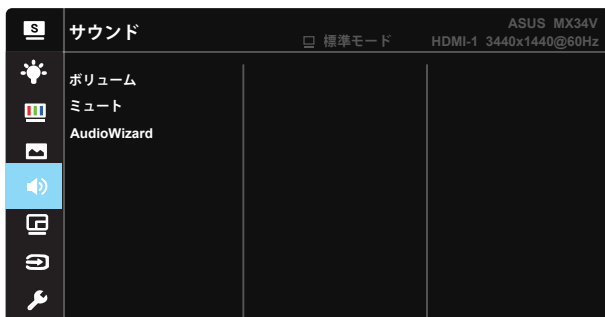 S
サウンド
標準モード
ASUS MX34V
HDMI-1 3440x1440@60Hz
ボリューム
ミュート
AudioWizard